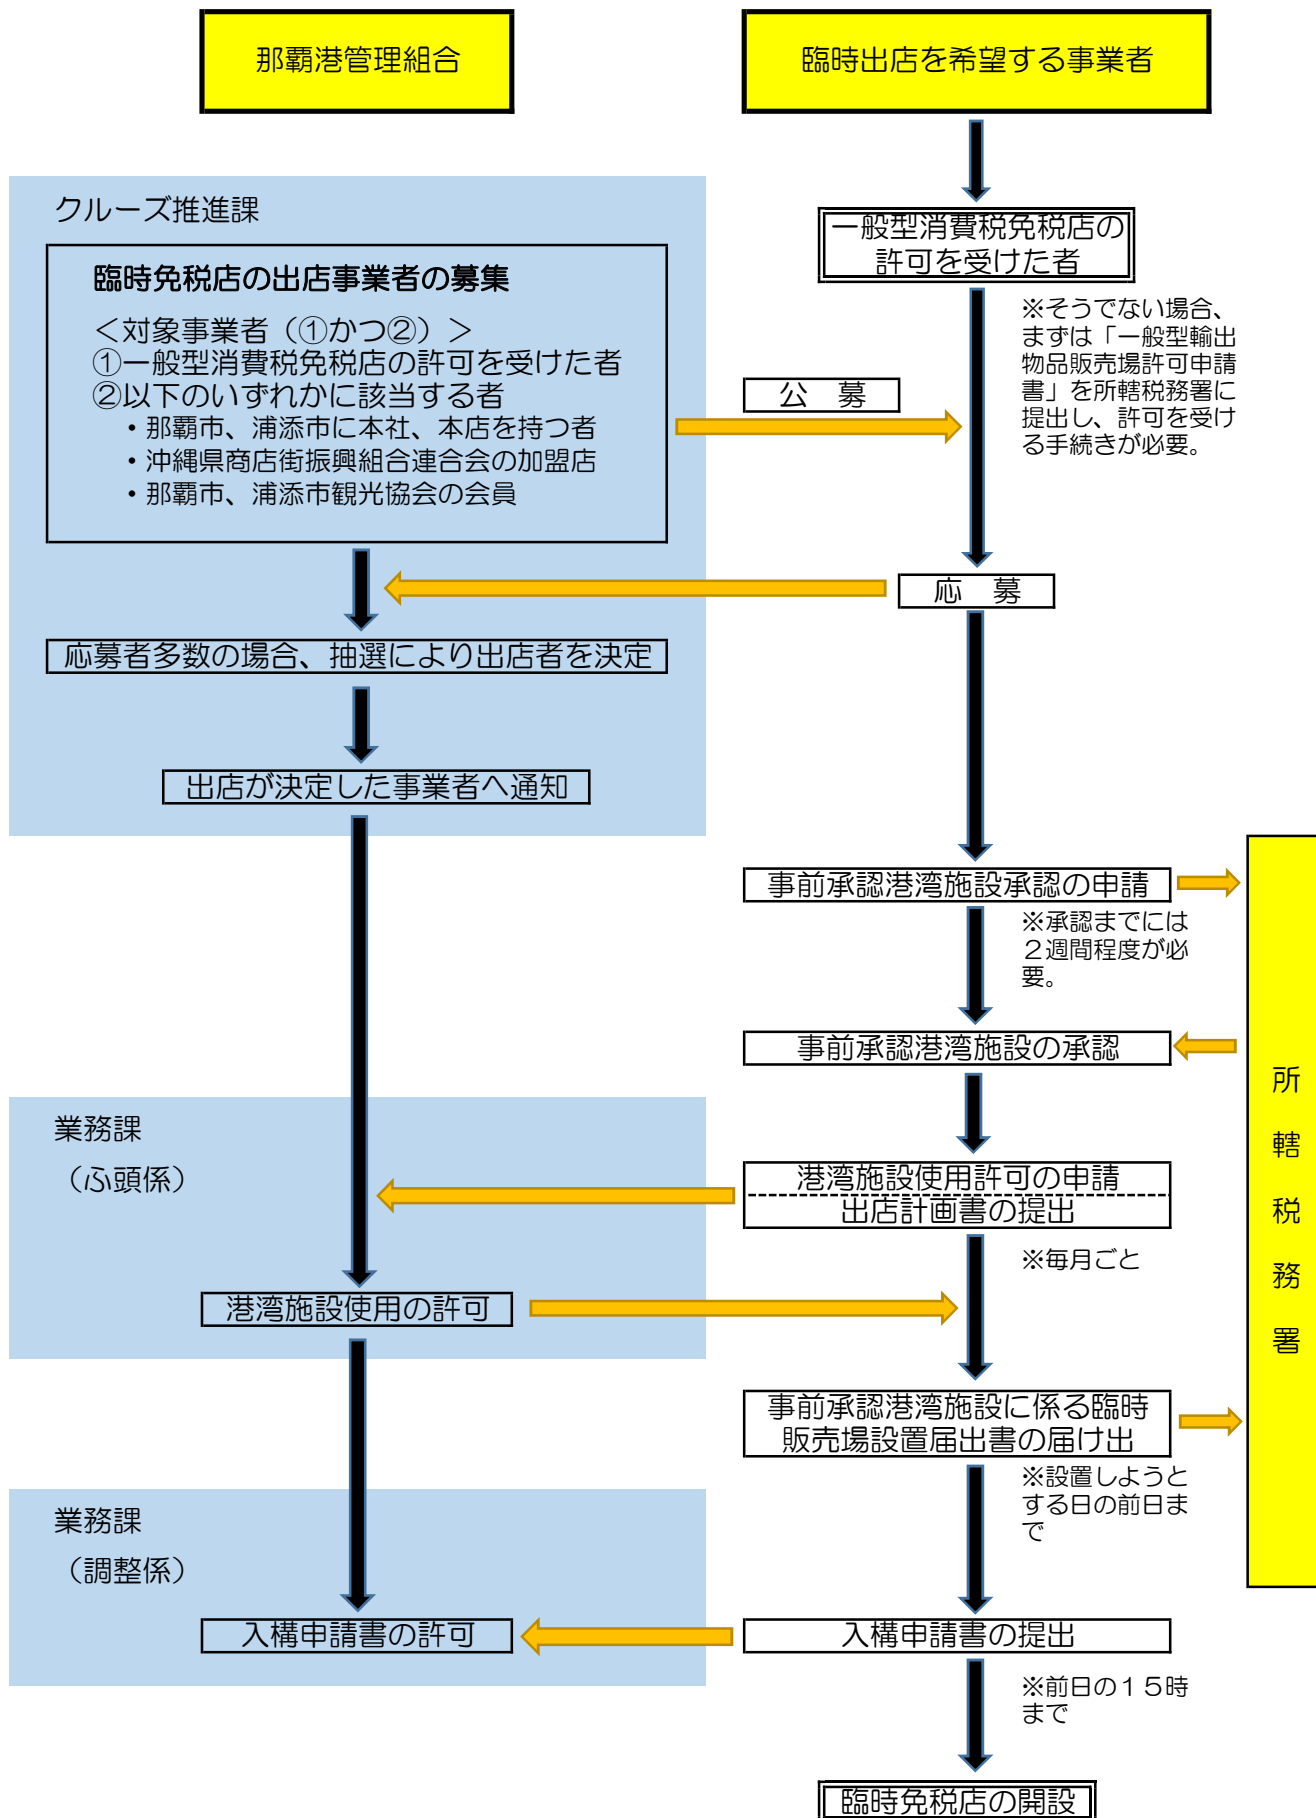 那覇港管理組合
臨時出店を希望する事業者
クルーズ推進課
臨時免税店の出店事業者の募集
＜対象事業者（①かつ②）＞
①一般型消費税免税店の許可を受けた者
②以下のいずれかに該当する者
・那覇市、浦添市に本社、本店を持つ者
・沖縄県商店街振興組合連合会の加盟店
・那覇市、浦添市観光協会の会員
一般型消費税免税店の
許可を受けた者
※そうでない場合、
まずは「一般型輸出
物品販売場許可申請
書」を所轄税務署に
提出し、許可を受け
る手続きが必要。
公　募
応　募
応募者多数の場合、抽選により出店者を決定
出店が決定した事業者へ通知
事前承認港湾施設承認の申請
※承認までには
２週間程度が必
要。
事前承認港湾施設の承認
所轄税務署
業務課
（ふ頭係）
港湾施設使用許可の申請
出店計画書の提出
※毎月ごと
港湾施設使用の許可
事前承認港湾施設に係る臨時
販売場設置届出書の届け出
※設置しようと
する日の前日ま
で
業務課
（調整係）
入構申請書の許可
入構申請書の提出
※前日の１５時
まで
臨時免税店の開設